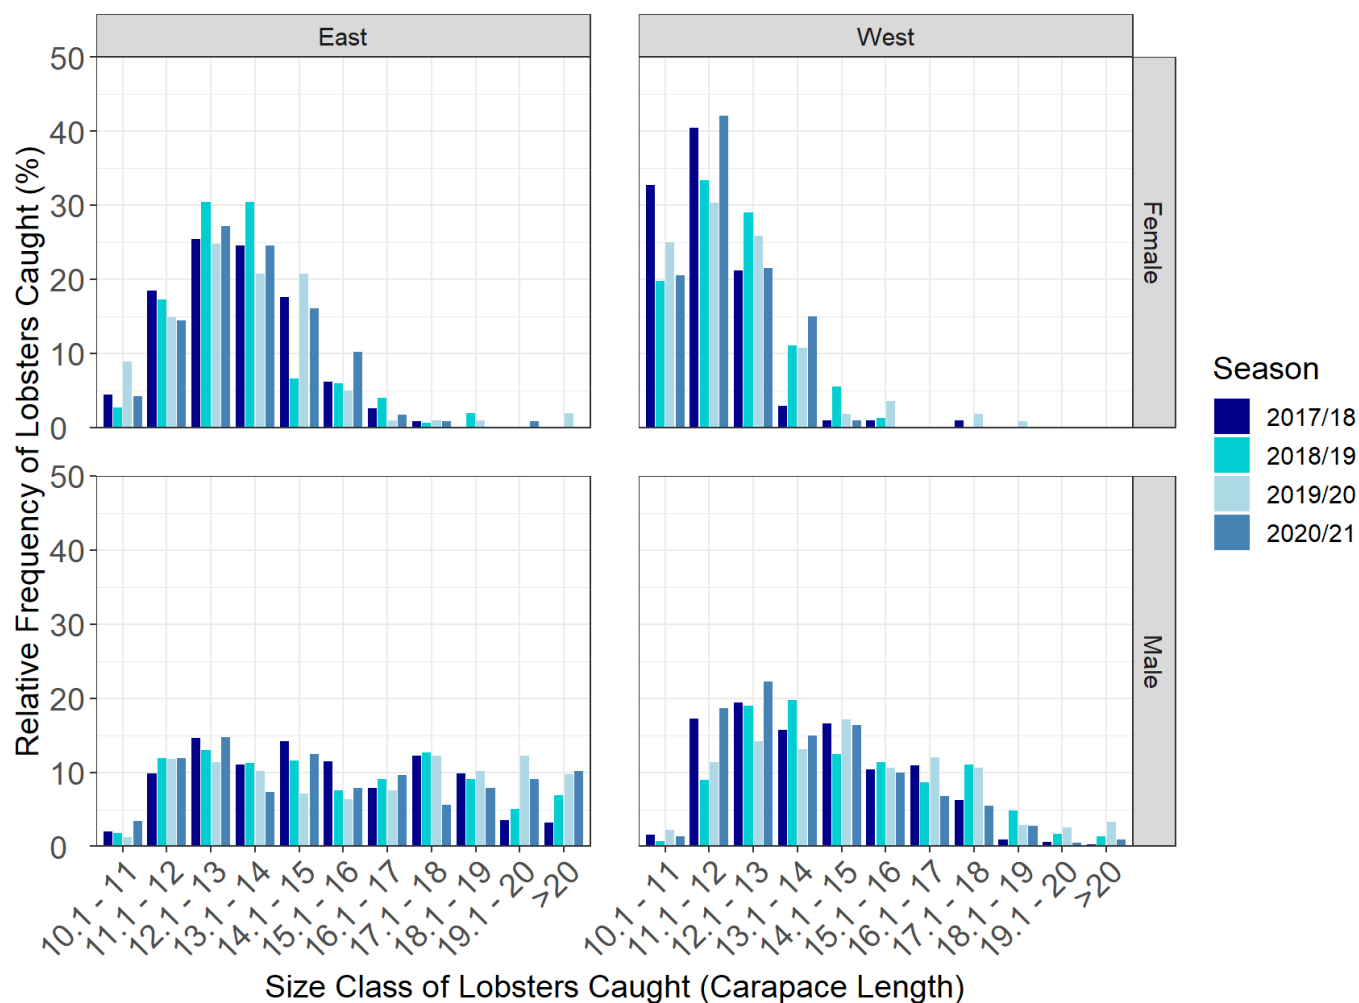 East
West
50
40
30
20
10
0
Female
50
40
30
20
10
0
Male
Relative Frequency of Lobsters Caught (%)
10.1 - 11
11.1 - 12
12.1 - 13
13.1 - 14
14.1 - 15
15.1 - 16
16.1 - 17
17.1 - 18
18.1 - 19
19.1 - 20
>20
10.1 - 11
11.1 - 12
12.1 - 13
13.1 - 14
14.1 - 15
15.1 - 16
16.1 - 17
17.1 - 18
18.1 - 19
19.1 - 20
>20
Size Class of Lobsters Caught (Carapace Length)
Season
2017/18
2018/19
2019/20
2020/21